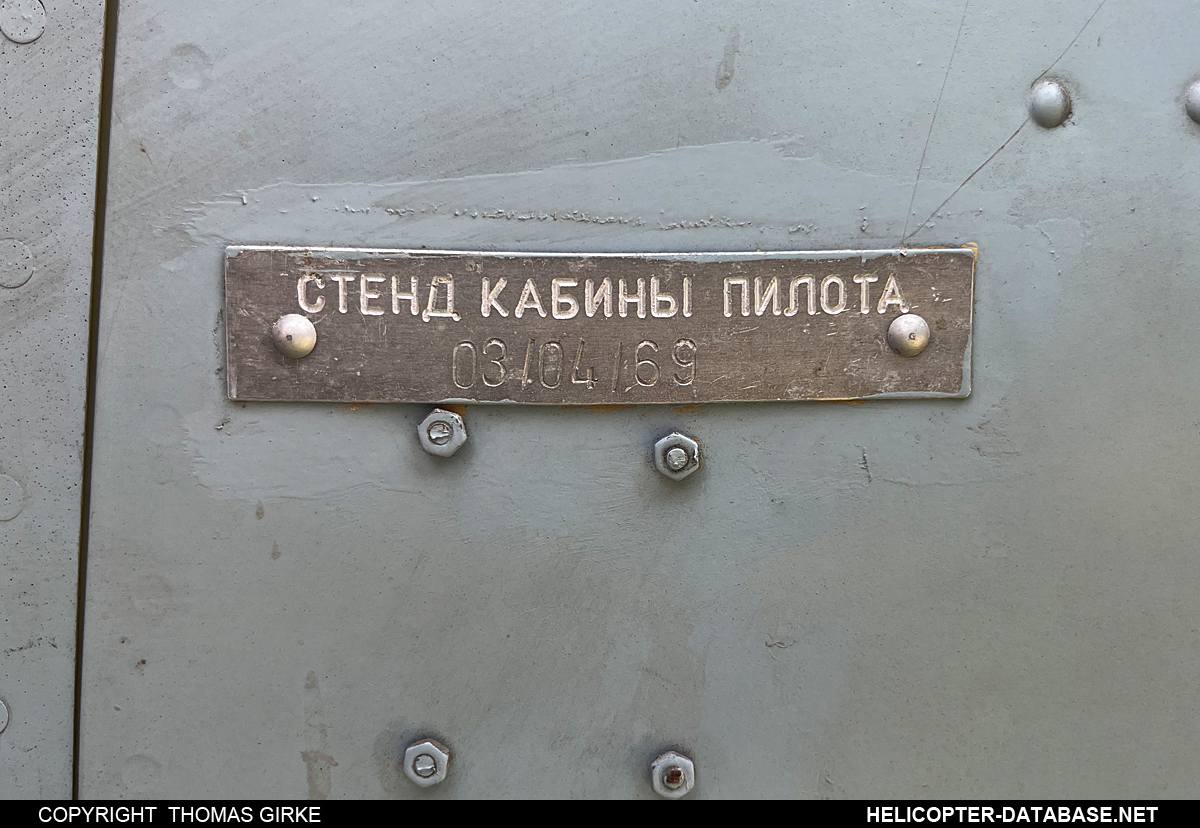 СТЕНД КАБИНЫ ПИЛОТА
03/04/69
COPYRIGHT THOMAS GIRKE
HELICOPTER-DATABASE.NET